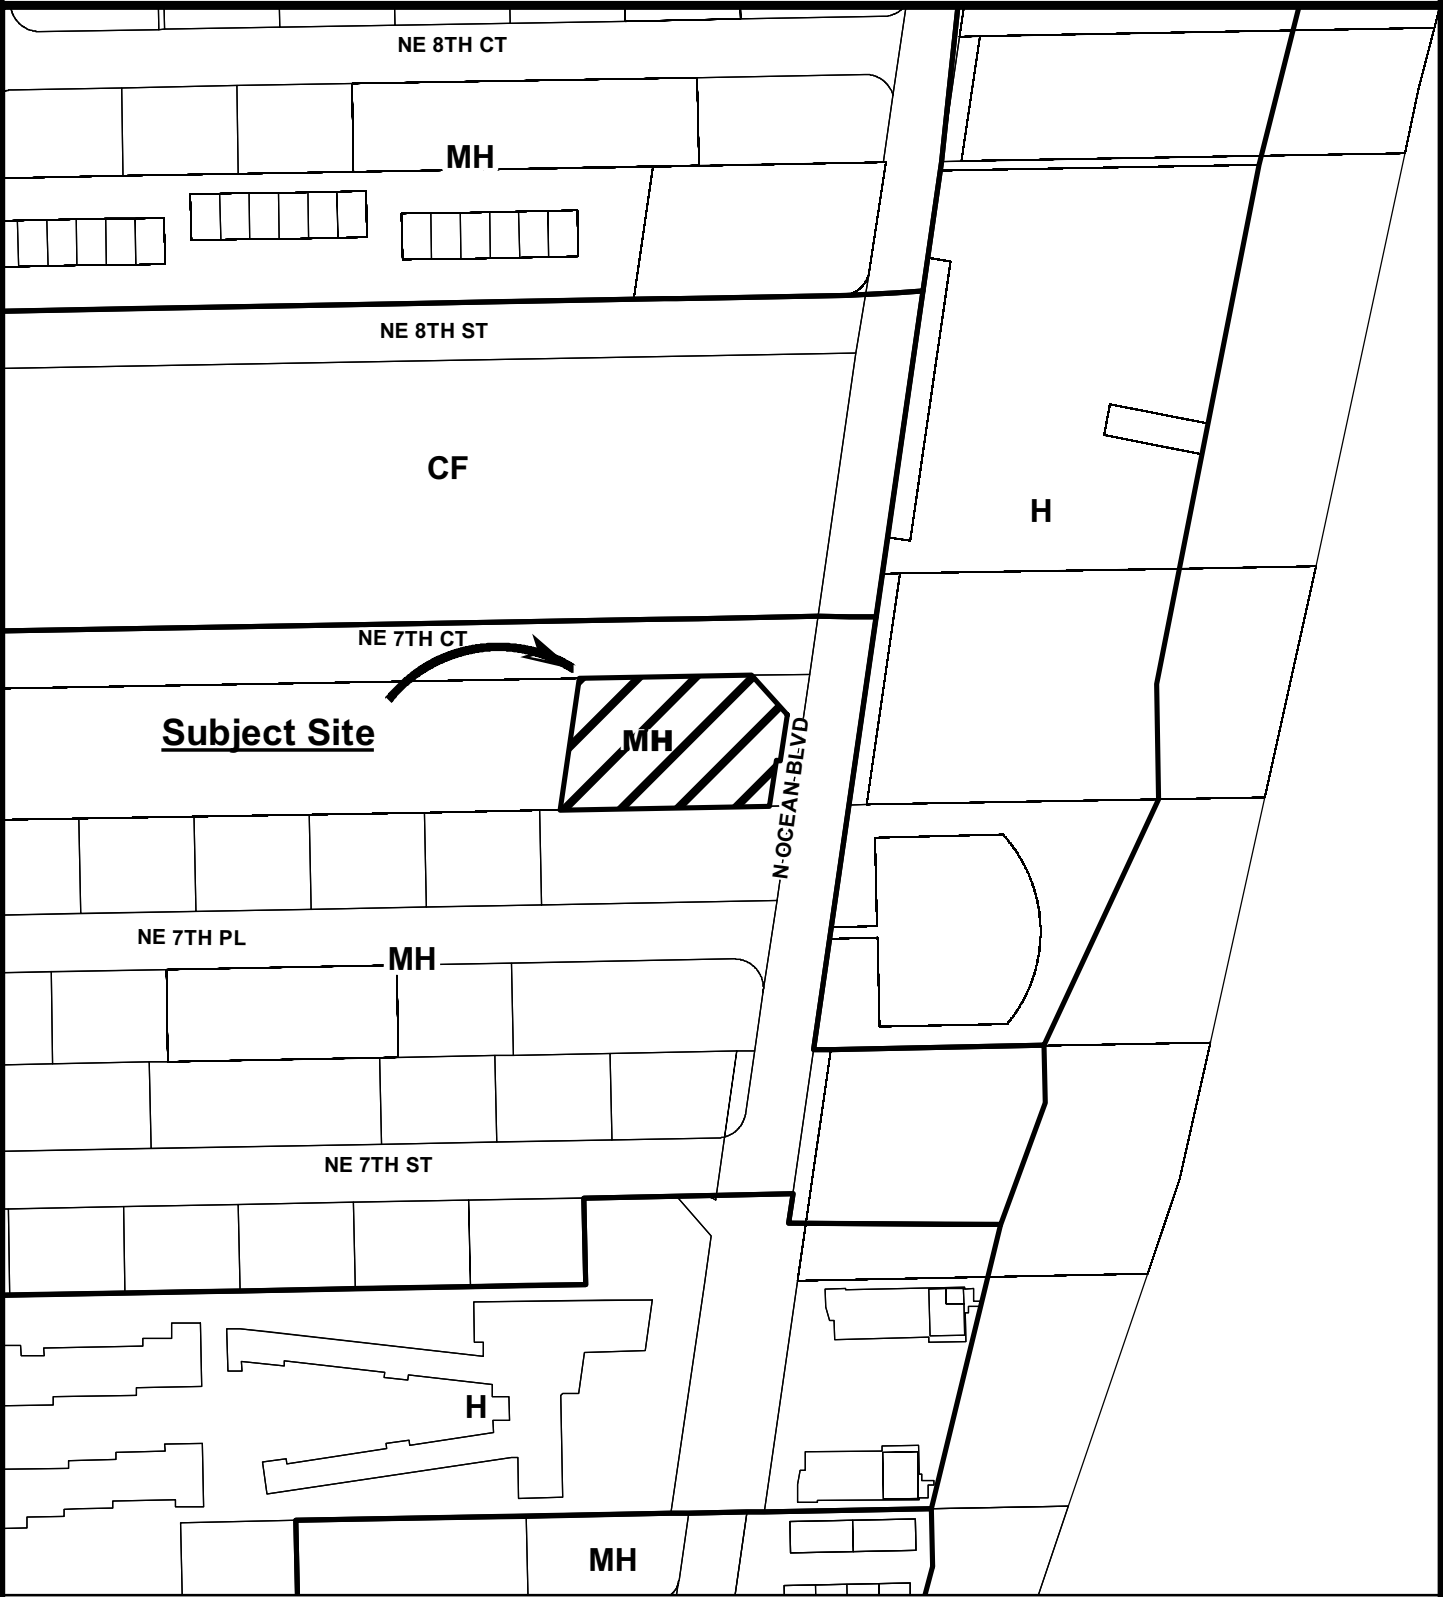 NE 8TH CT
MH
NE 8TH ST
CF
H
NE 7TH CT
Subject Site
MH
N OCEAN BLVD
NE 7TH PL
MH
NE 7TH ST
H
MH